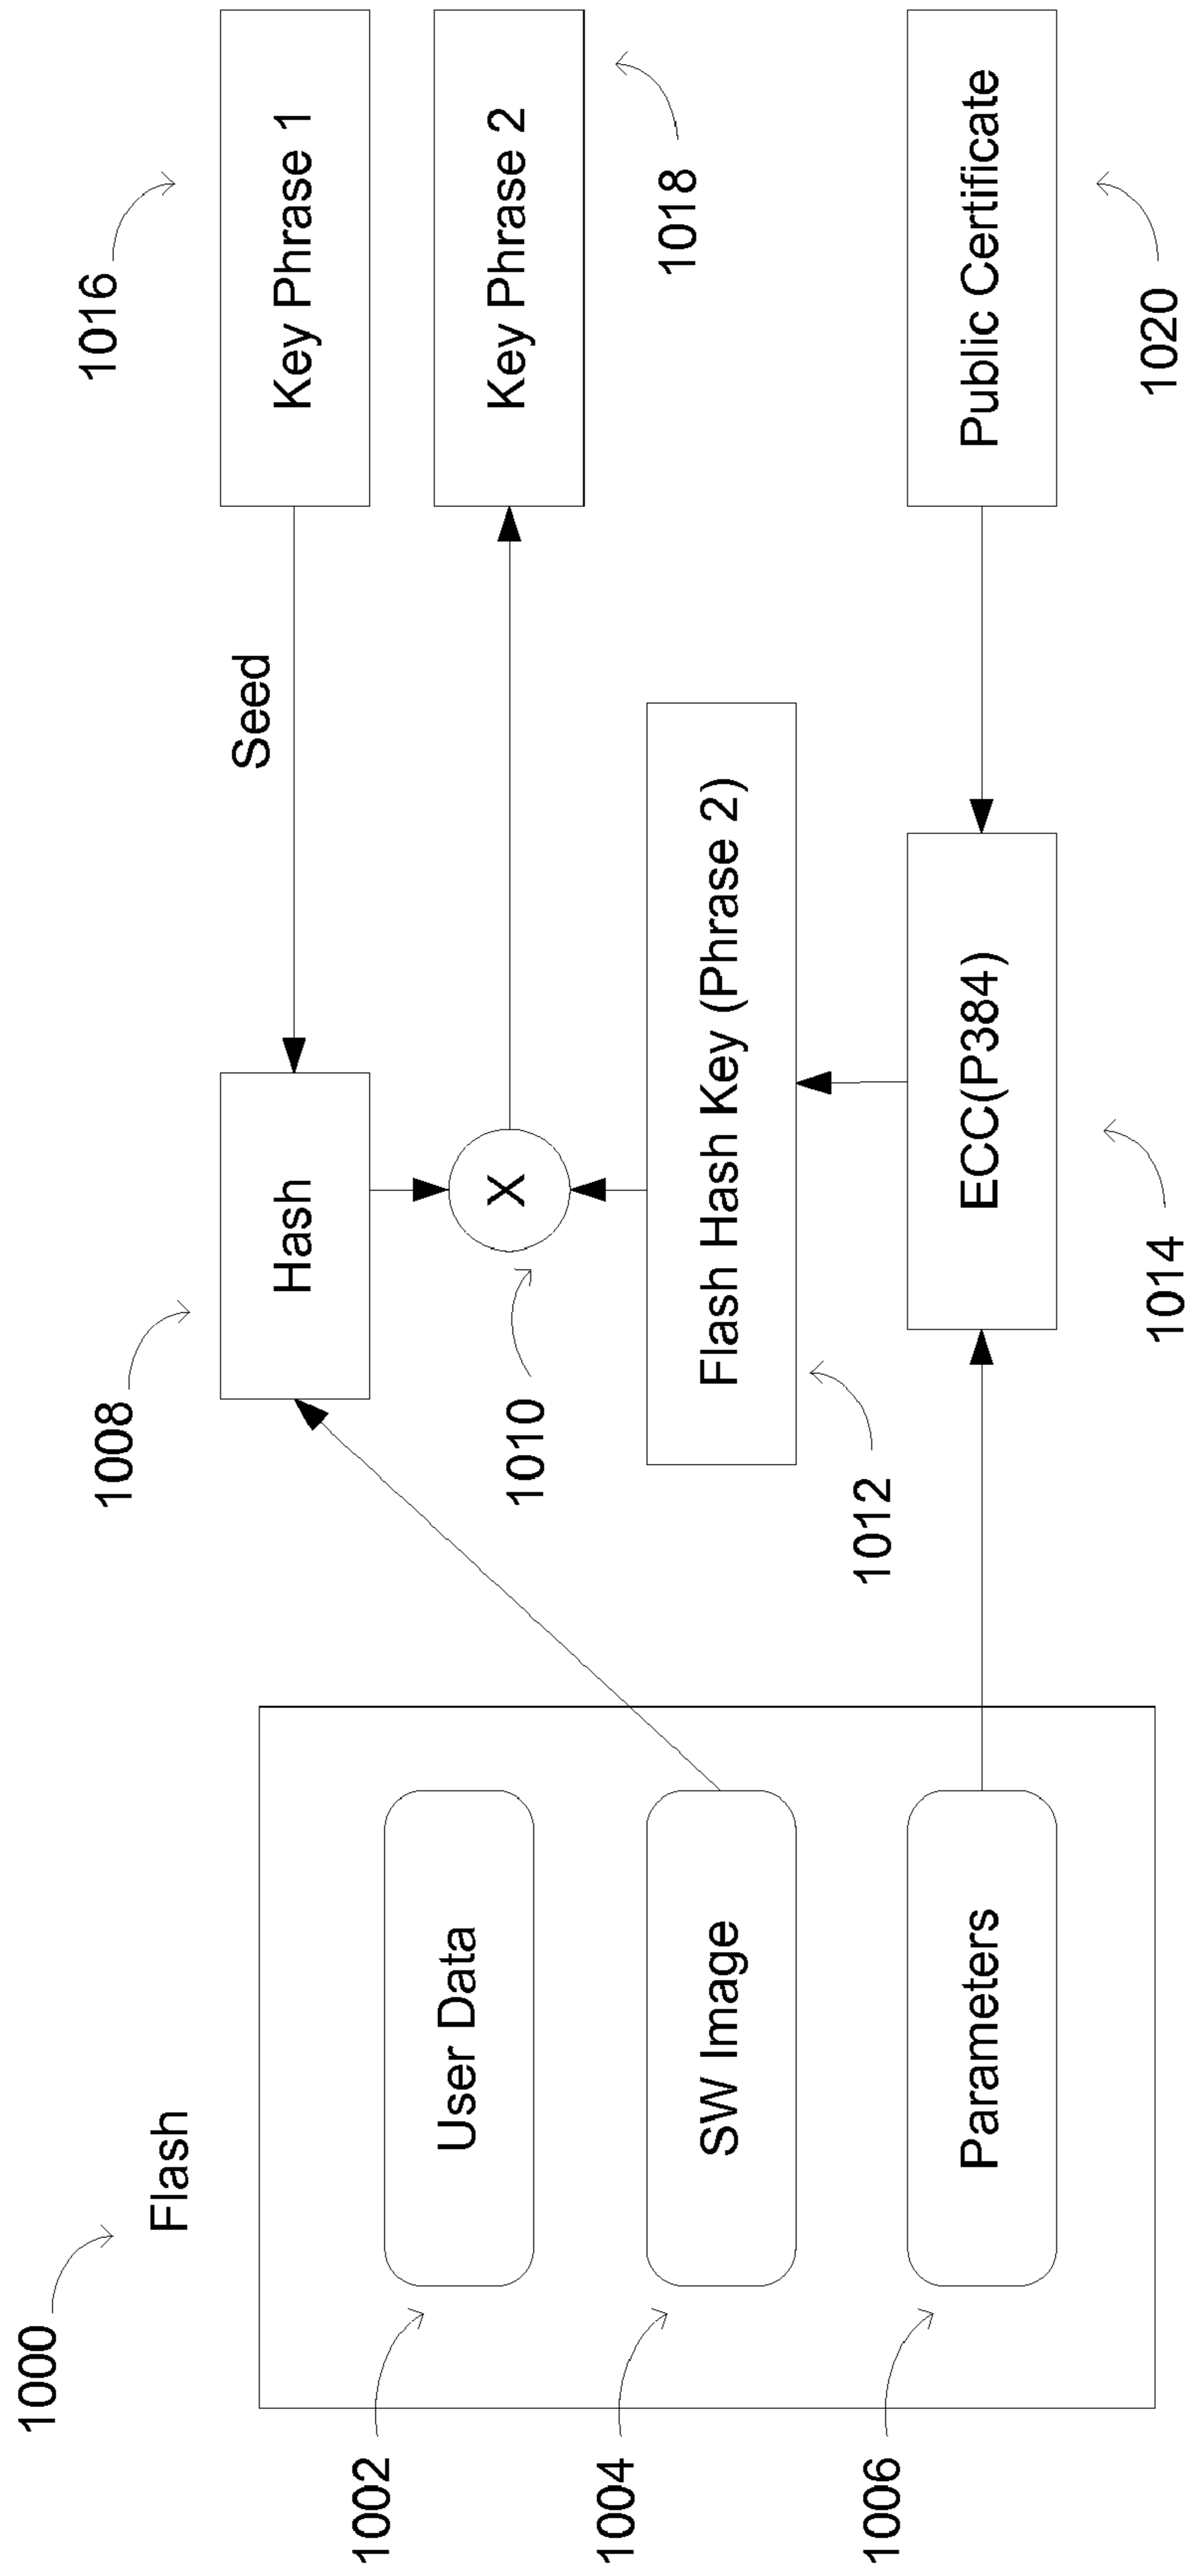 1000
Flash
1002
User Data
1004
SW Image
1006
Parameters
1008
Hash
1010
X
1012
Flash Hash Key (Phrase 2)
1014
ECC(P384)
Seed
1016
Key Phrase 1
Key Phrase 2
1018
Public Certificate
1020